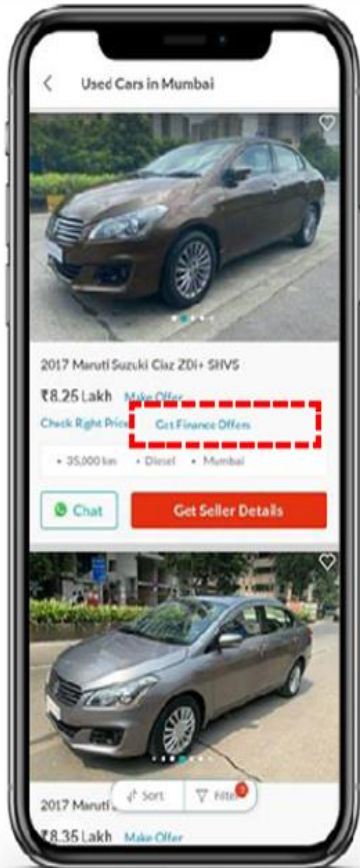 Used Cars in Mumbai
2017 Maruti Suzuki Ciaz ZDi+ SHVS
₹8.25 Lakh Make Offer
Check Right Price Get Finance Offers
• 35,000 km • Diesel • Mumbai
Chat Get Seller Details
Sort Filter
2017 Maruti
₹8.35 Lakh Make Offer